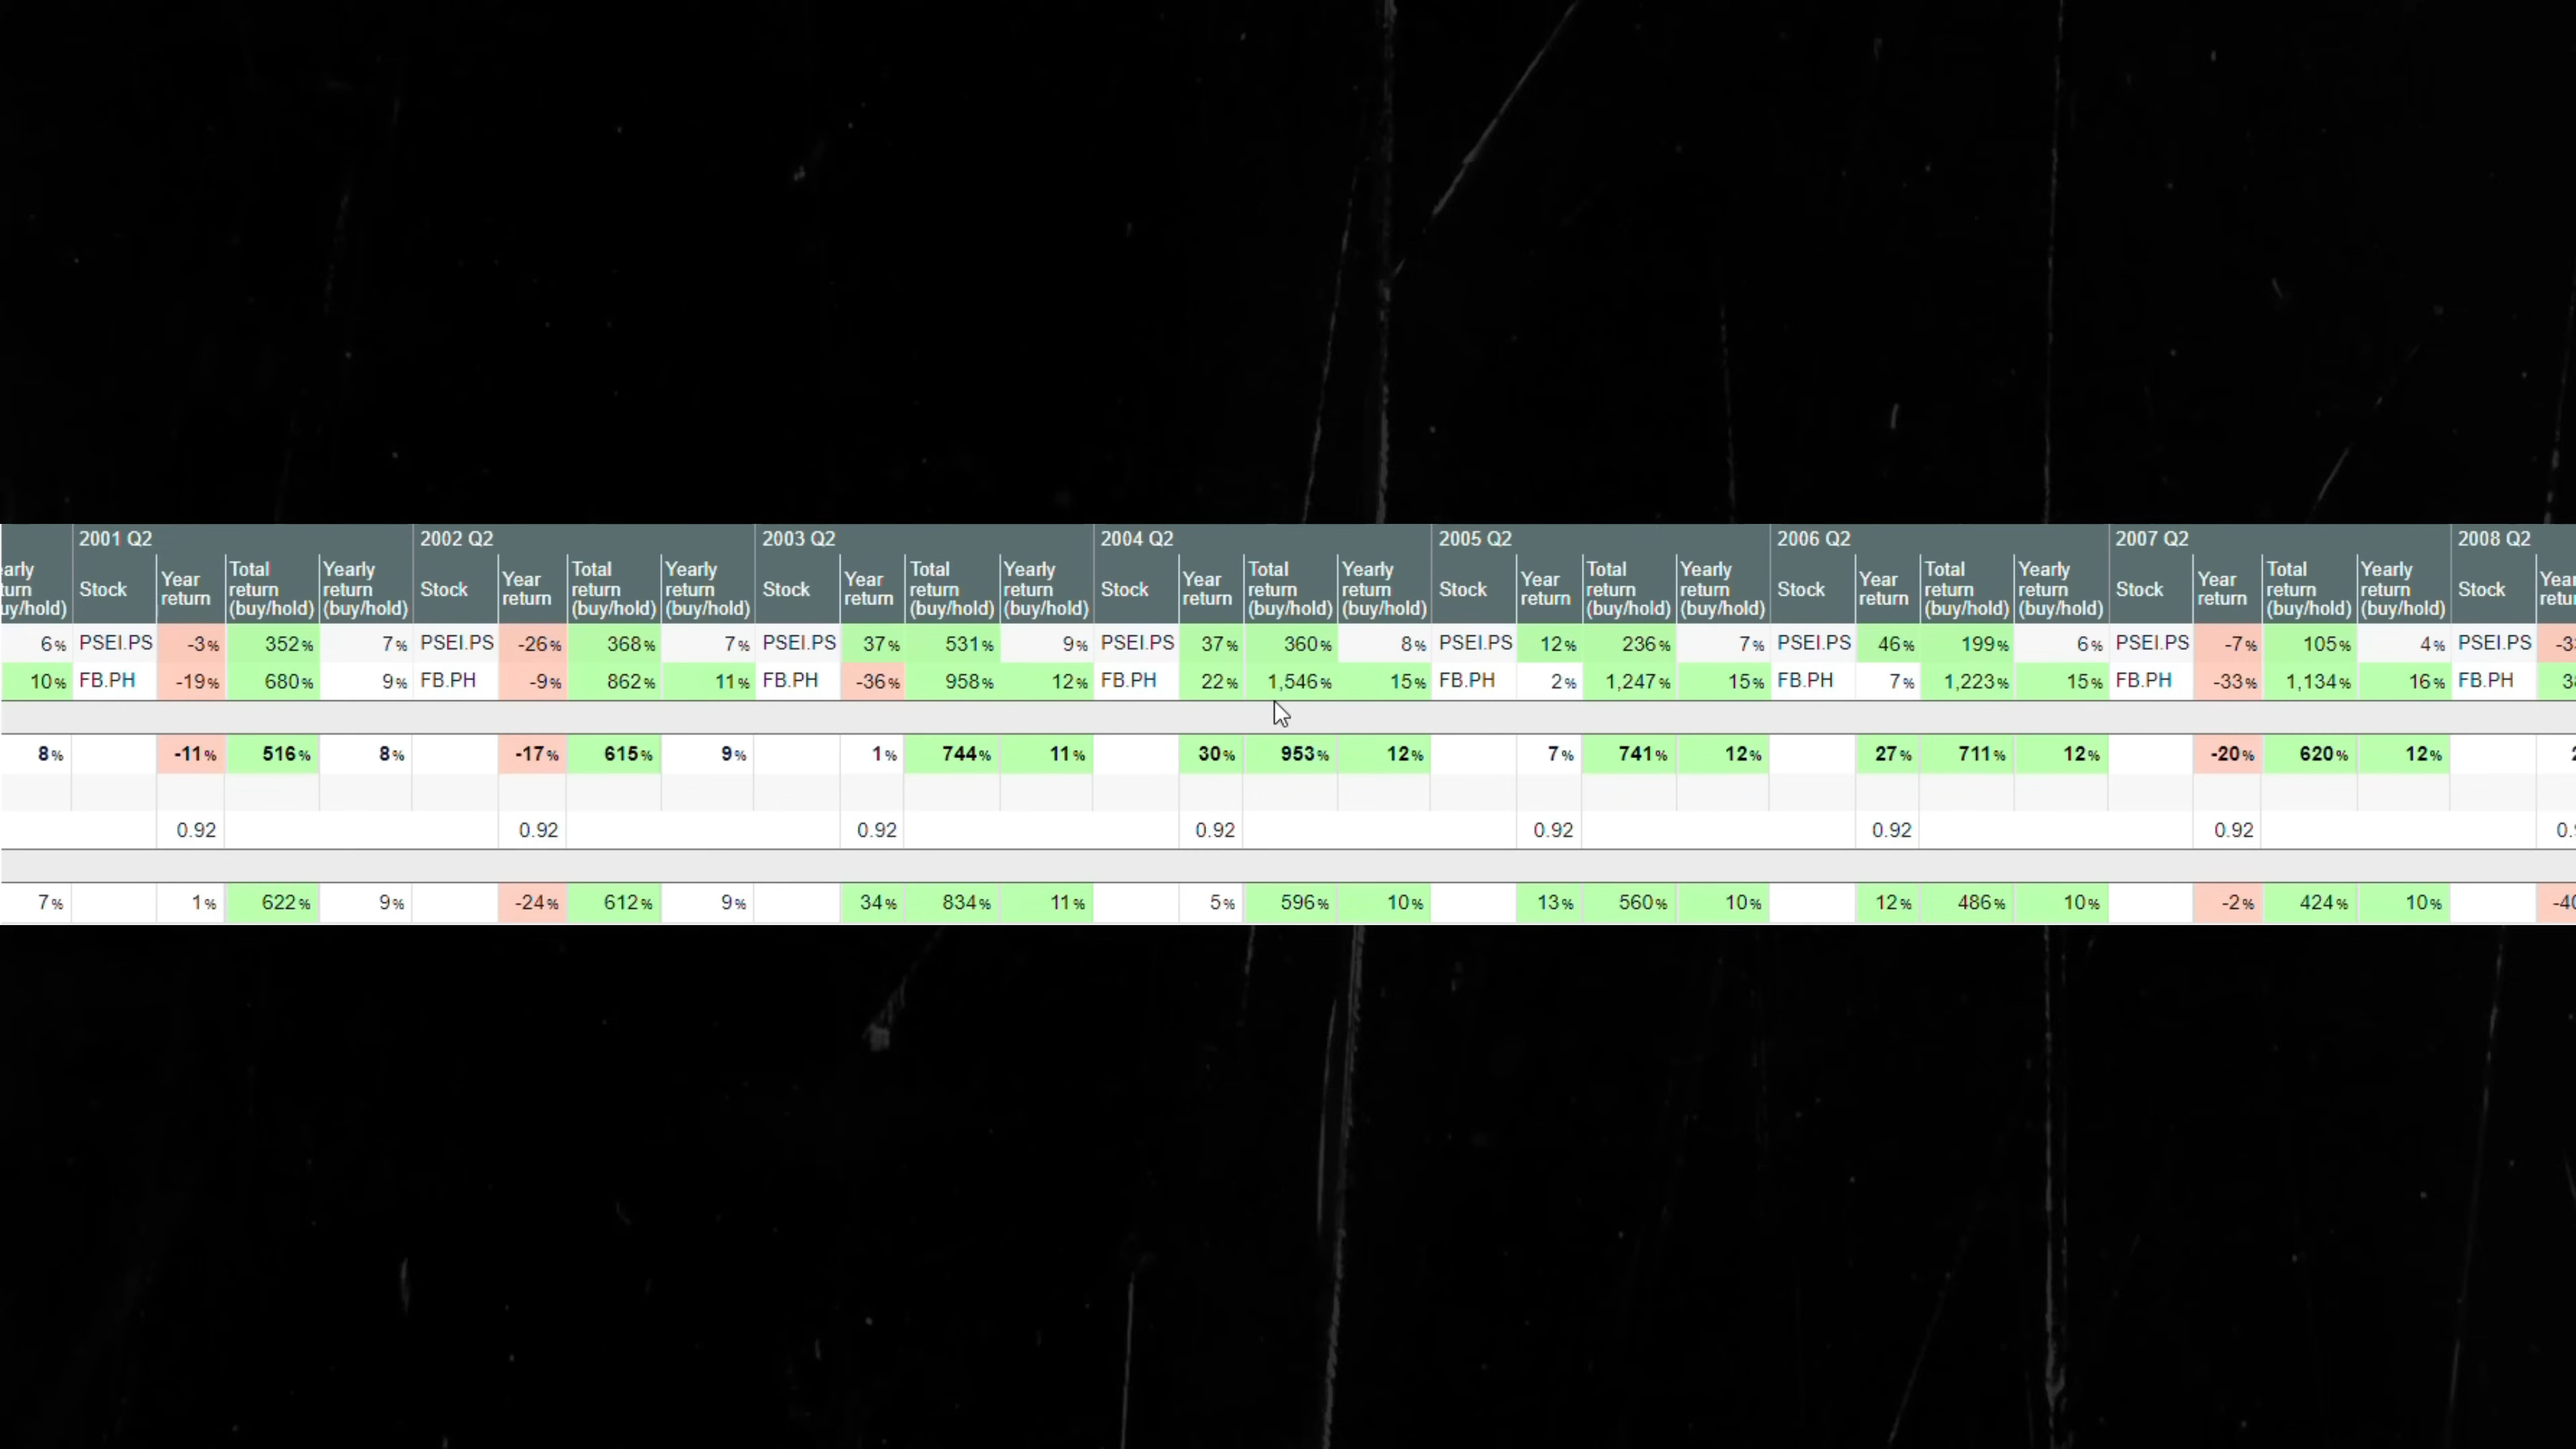 2001 Q2 2002 Q2 2003 Q2 2004 Q2 2005 Q2 2006 Q2 2007 Q2 2008 Q2
Stock Year return Total return (buy/hold) Yearly return (buy/hold) Stock Year return Total return (buy/hold) Yearly return (buy/hold) Stock Year return Total return (buy/hold) Yearly return (buy/hold) Stock Year return Total return (buy/hold) Yearly return (buy/hold) Stock Year return Total return (buy/hold) Yearly return (buy/hold) Stock Year return Total return (buy/hold) Yearly return (buy/hold) Stock Year return Total return (buy/hold) Yearly return (buy/hold) Stock
6% PSEI.PS -3% 352% 7% PSEI.PS -26% 368% 7% PSEI.PS 37% 531% 9% PSEI.PS 37% 360% 8% PSEI.PS 12% 236% 7% PSEI.PS 46% 199% 6% PSEI.PS -7% 105% 4% PSEI.PS
10% FB.PH -19% 680% 9% FB.PH -9% 862% 11% FB.PH -36% 958% 12% FB.PH 22% 1,546% 15% FB.PH 2% 1,247% 15% FB.PH 7% 1,223% 15% FB.PH -33% 1,134% 16% FB.PH
8% -11% 516% 8% -17% 615% 9% 1% 744% 11% 30% 953% 12% 7% 741% 12% 27% 711% 12% -20% 620% 12%
0.92 0.92 0.92 0.92 0.92 0.92 0.92
7% 1% 622% 9% -24% 612% 9% 34% 834% 11% 5% 596% 10% 13% 560% 10% 12% 486% 10% -2% 424% 10%